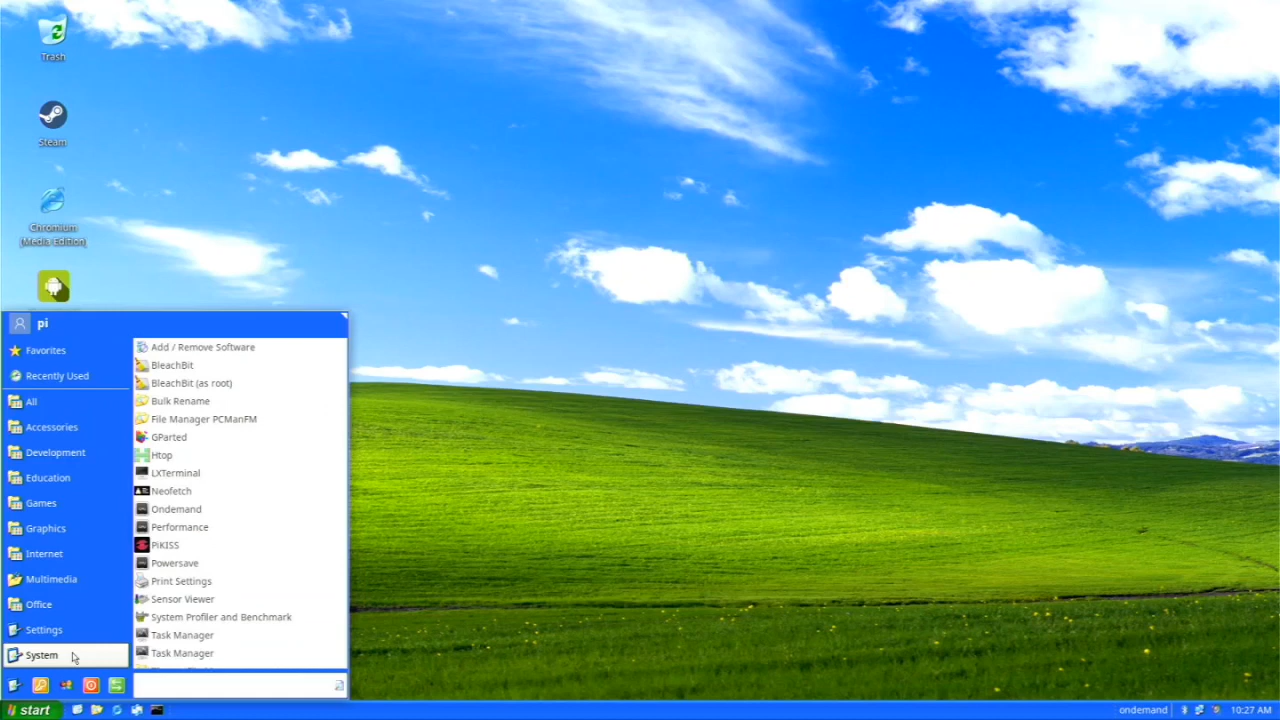 Trash
Steam
Chromium
(Media Edition)
pi
Favorites
Recently Used
All
Accessories
Development
Education
Games
Graphics
Internet
Multimedia
Office
Settings
System
Add / Remove Software
BleachBit
BleachBit (as root)
Bulk Rename
File Manager PCManFM
GParted
Htop
LXTerminal
Neofetch
Ondemand
Performance
PiKISS
Powersave
Print Settings
Sensor Viewer
System Profiler and Benchmark
Task Manager
Task Manager
start
ondemand
10:27 AM